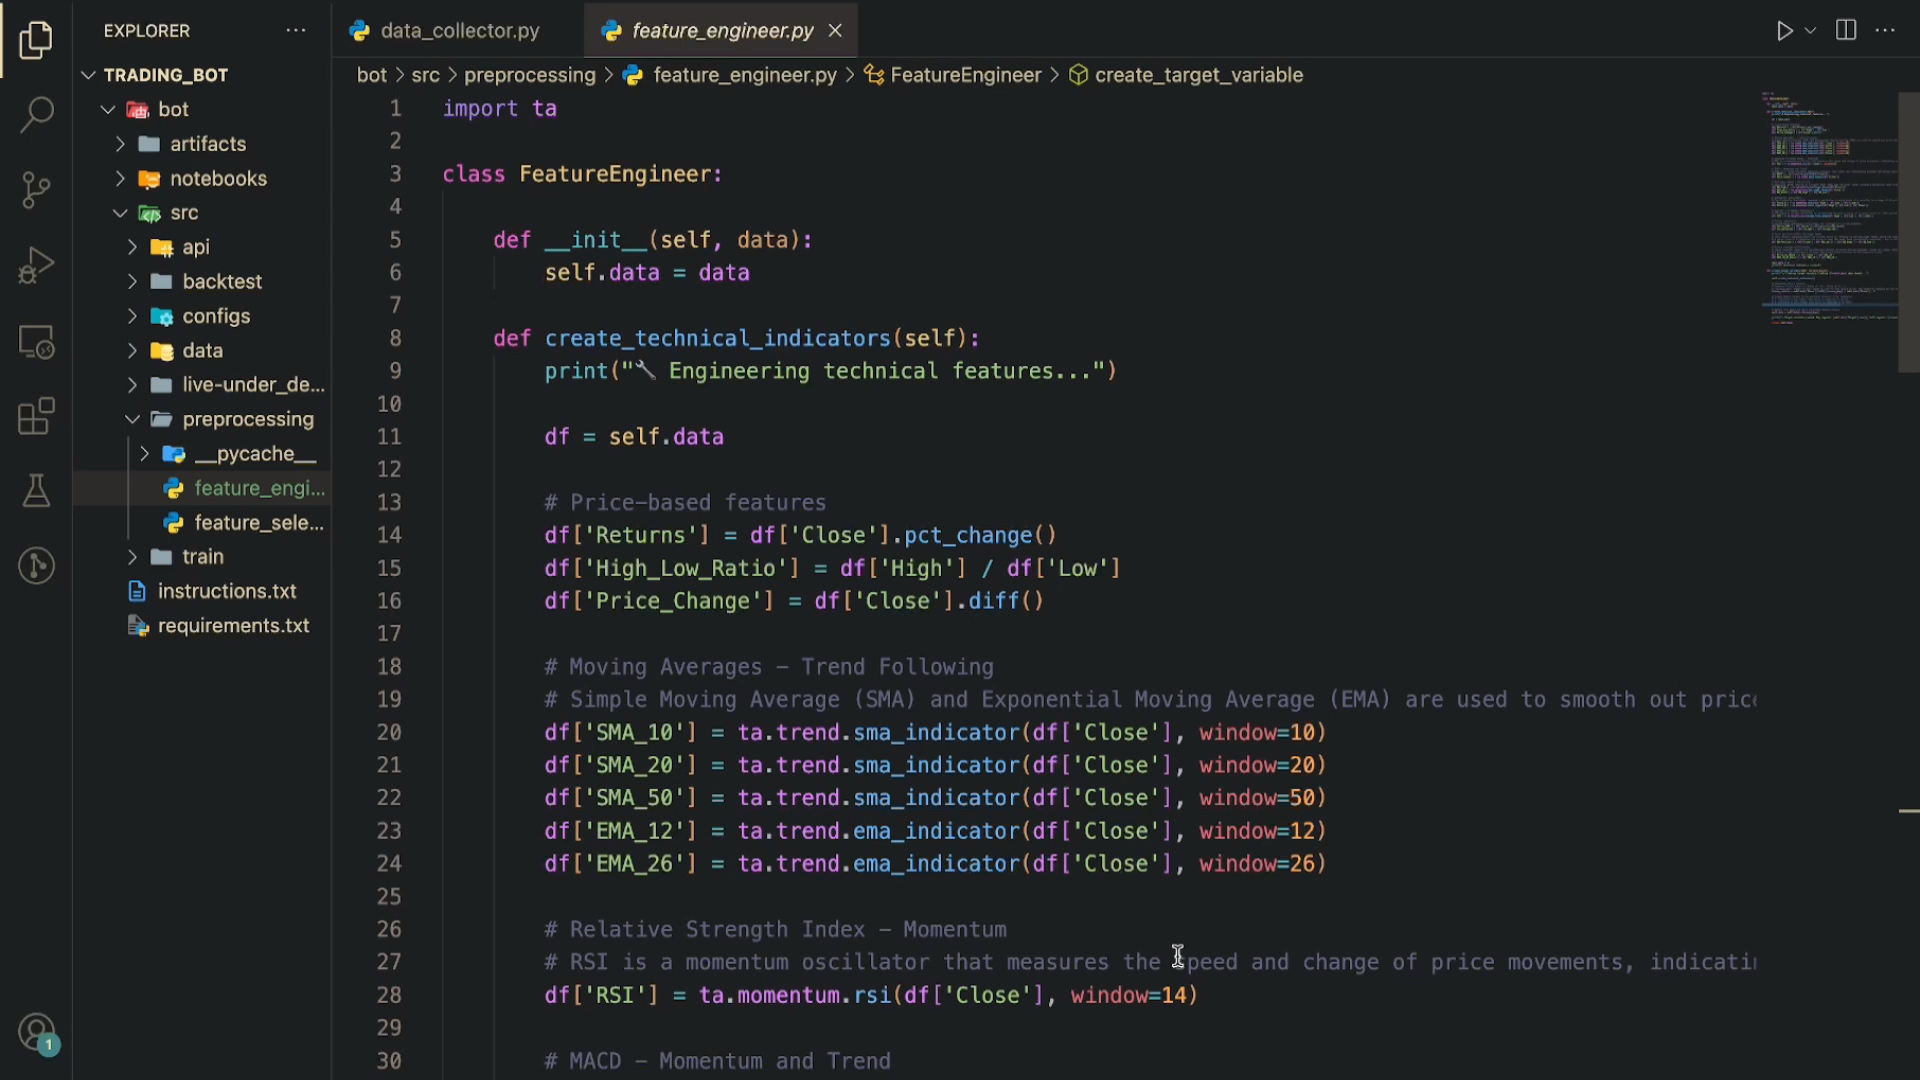 EXPLORER
TRADING_BOT
bot
artifacts
notebooks
src
api
backtest
configs
data
live-under_de...
preprocessing
__pycache__
feature_engi...
feature_sele...
train
instructions.txt
requirements.txt
1
data_collector.py
feature_engineer.py
bot > src > preprocessing > feature_engineer.py > FeatureEngineer > create_target_variable
1 import ta
2
3 class FeatureEngineer:
4
5 def __init__(self, data):
6 self.data = data
7
8 def create_technical_indicators(self):
9 print("🔧 Engineering technical features...")
10
11 df = self.data
12
13 # Price-based features
14 df['Returns'] = df['Close'].pct_change()
15 df['High_Low_Ratio'] = df['High'] / df['Low']
16 df['Price_Change'] = df['Close'].diff()
17
18 # Moving Averages - Trend Following
19 # Simple Moving Average (SMA) and Exponential Moving Average (EMA) are used to smooth out price
20 df['SMA_10'] = ta.trend.sma_indicator(df['Close'], window=10)
21 df['SMA_20'] = ta.trend.sma_indicator(df['Close'], window=20)
22 df['SMA_50'] = ta.trend.sma_indicator(df['Close'], window=50)
23 df['EMA_12'] = ta.trend.ema_indicator(df['Close'], window=12)
24 df['EMA_26'] = ta.trend.ema_indicator(df['Close'], window=26)
25
26 # Relative Strength Index - Momentum
27 # RSI is a momentum oscillator that measures the speed and change of price movements, indicatin
28 df['RSI'] = ta.momentum.rsi(df['Close'], window=14)
29
30 # MACD - Momentum and Trend